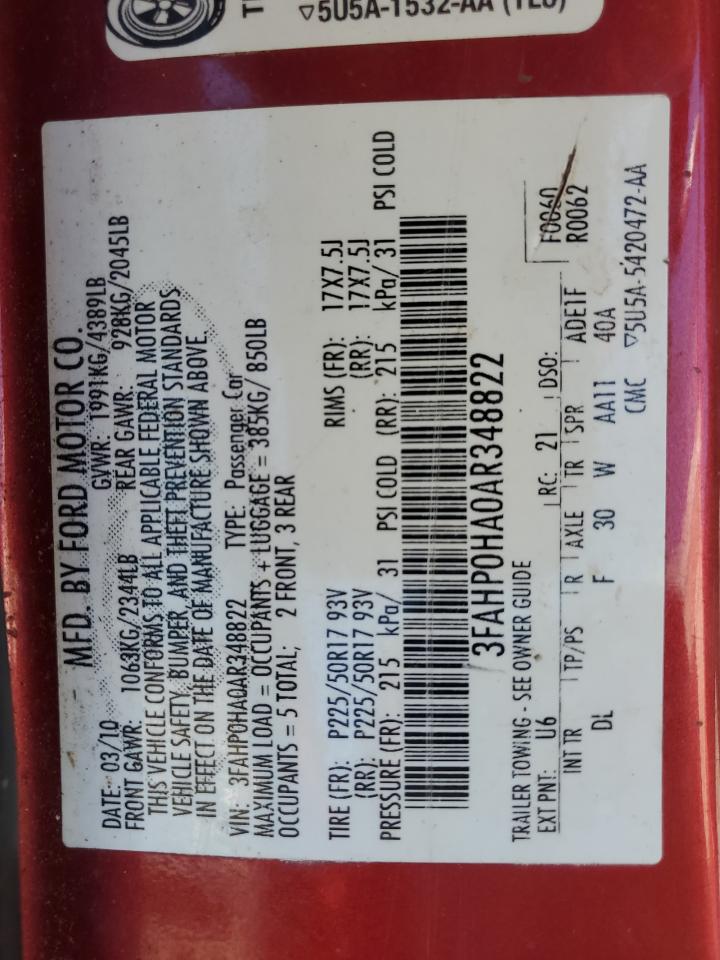 5U5A-1532-AA
MFD. BY FORD MOTOR CO.
DATE: 03/10 GVWR: 1991KG/4389LB
FRONT GAWR: 1063KG/2344LB REAR GAWR: 928KG/2045LB
THIS VEHICLE CONFORMS TO ALL APPLICABLE FEDERAL MOTOR
VEHICLE SAFETY, BUMPER, AND THEFT PREVENTION STANDARDS
IN EFFECT ON THE DATE OF MANUFACTURE SHOWN ABOVE.
VIN: 3FAHP0HA0AR348822 TYPE: Passenger Car
MAXIMUM LOAD = OCCUPANTS + LUGGAGE = 385KG/ 850LB
OCCUPANTS = 5 TOTAL; 2 FRONT, 3 REAR
TIRE (FR): P225/50R17 93V RIMS (FR): 17X7.5J
(RR): P225/50R17 93V (RR): 17X7.5J
PRESSURE (FR): 215 kPa/ 31 PSI COLD (RR): 215 kPa/ 31 PSI COLD
3FAHP0HA0AR348822
TRAILER TOWING - SEE OWNER GUIDE F0060
EXT PNT: U6 RC: 21 DSO: R0062
INT TR TP/PS R AXLE TR SPR ADE1F
DL F 30 W AA11 40A
CMC ▽5U5A-5420472-AA